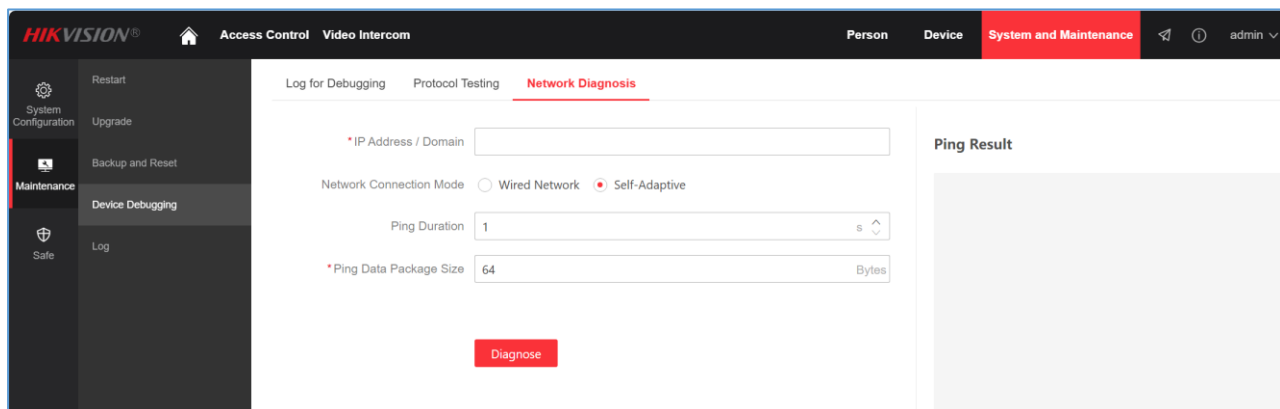 HIKVISION®
Access Control
Video Intercom
Person
Device
System and Maintenance
admin
System
Configuration
Maintenance
Safe
Restart
Upgrade
Backup and Reset
Device Debugging
Log
Log for Debugging
Protocol Testing
Network Diagnosis
*IP Address / Domain
Network Connection Mode
Wired Network
Self-Adaptive
Ping Duration
1
s
*Ping Data Package Size
64
Bytes
Diagnose
Ping Result